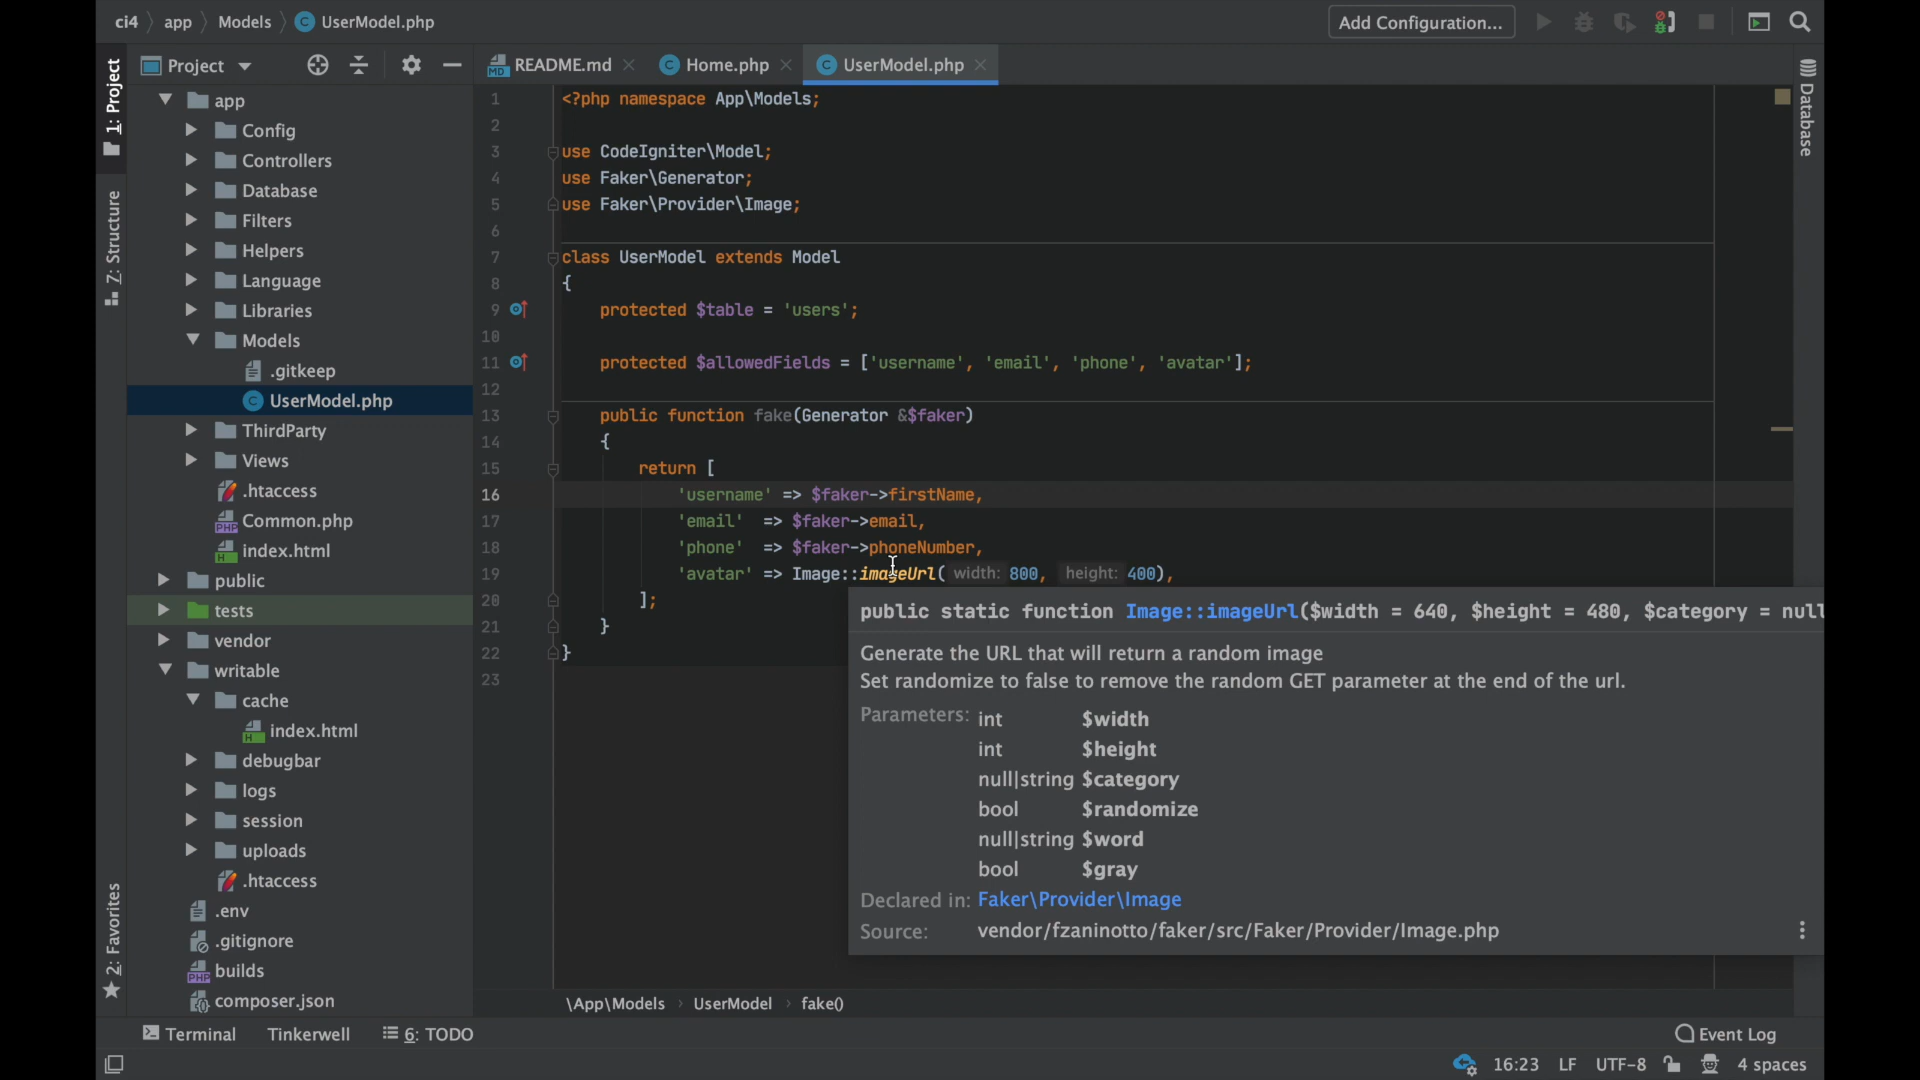 ci4 app Models UserModel.php
Add Configuration...
1: Project
Z: Structure
2: Favorites
Project
README.md
Home.php
UserModel.php
Database
app
Config
Controllers
Database
Filters
Helpers
Language
Libraries
Models
.gitkeep
UserModel.php
ThirdParty
Views
.htaccess
Common.php
index.html
public
tests
vendor
writable
cache
index.html
debugbar
logs
session
uploads
.htaccess
.env
.gitignore
builds
composer.json
1 <?php namespace App\Models;
2
3 use CodeIgniter\Model;
4 use Faker\Generator;
5 use Faker\Provider\Image;
6
7 class UserModel extends Model
8 {
9 protected $table = 'users';
10
11 protected $allowedFields = ['username', 'email', 'phone', 'avatar'];
12
13 public function fake(Generator &$faker)
14 {
15 return [
16 'username' => $faker->firstName,
17 'email' => $faker->email,
18 'phone' => $faker->phoneNumber,
19 'avatar' => Image::imageUrl( width: 800, height: 400),
20 ];
21 }
22 }
23
public static function Image::imageUrl($width = 640, $height = 480, $category = null
Generate the URL that will return a random image
Set randomize to false to remove the random GET parameter at the end of the url.
Parameters: int $width
int $height
null|string $category
bool $randomize
null|string $word
bool $gray
Declared in: Faker\Provider\Image
Source: vendor/fzaninotto/faker/src/Faker/Provider/Image.php
\App\Models UserModel fake()
Terminal Tinkerwell 6: TODO
Event Log
16:23 LF UTF-8 4 spaces